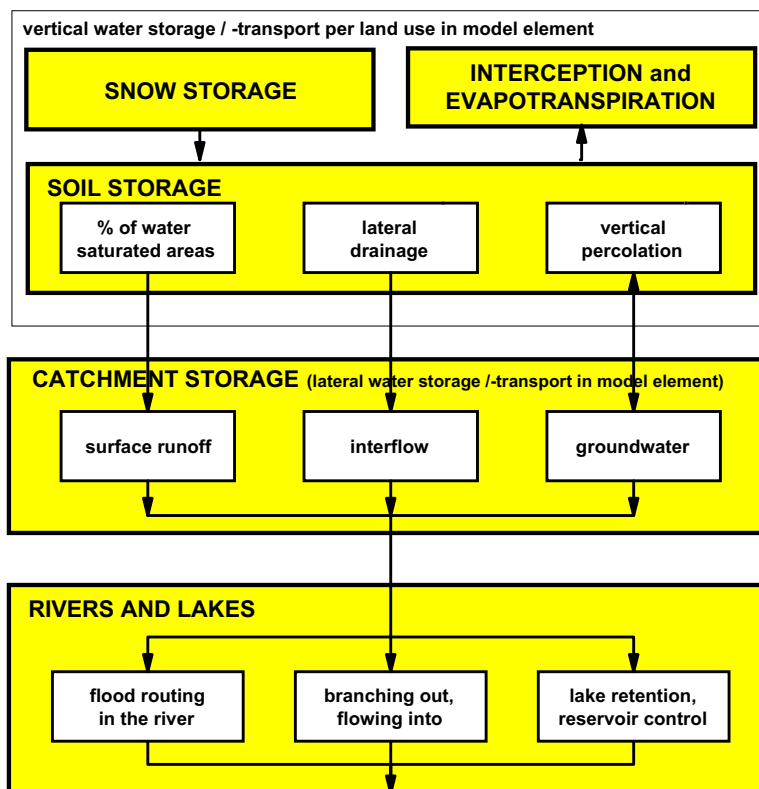 vertical water storage / -transport per land use in model element
SNOW STORAGE
INTERCEPTION and
EVAPOTRANSPIRATION
SOIL STORAGE
% of water
saturated areas
lateral
drainage
vertical
percolation
CATCHMENT STORAGE (lateral water storage /-transport in model element)
surface runoff
interflow
groundwater
RIVERS AND LAKES
flood routing
in the river
branching out,
flowing into
lake retention,
reservoir control